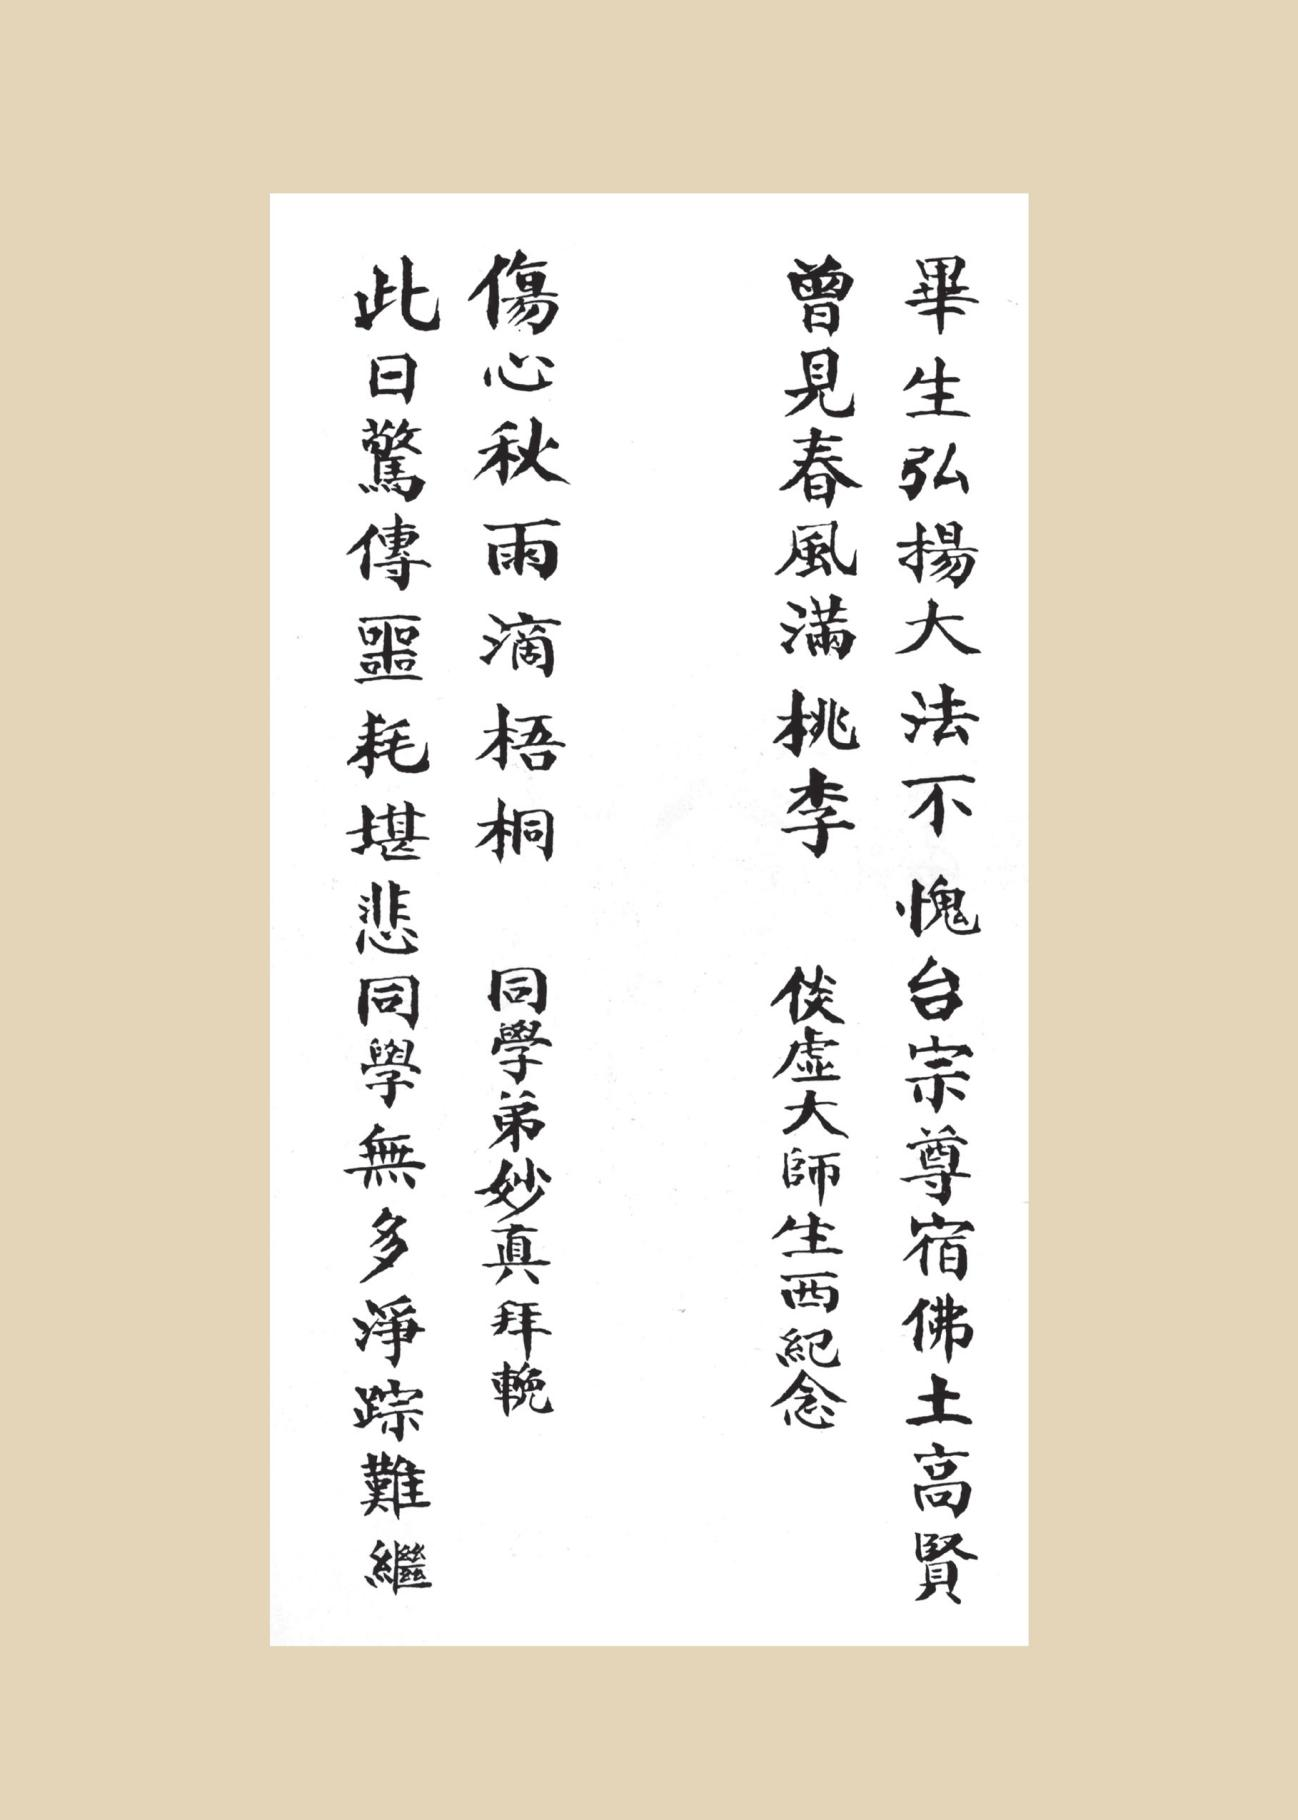 畢生弘揚大法不愧台宗尊宿佛土高賢
曾見春風滿桃李
倓虛大師生西紀念
傷心秋雨滴梧桐
同學弟妙真拜輓
此日驚傳噩耗堪悲同學無多淨踪難繼